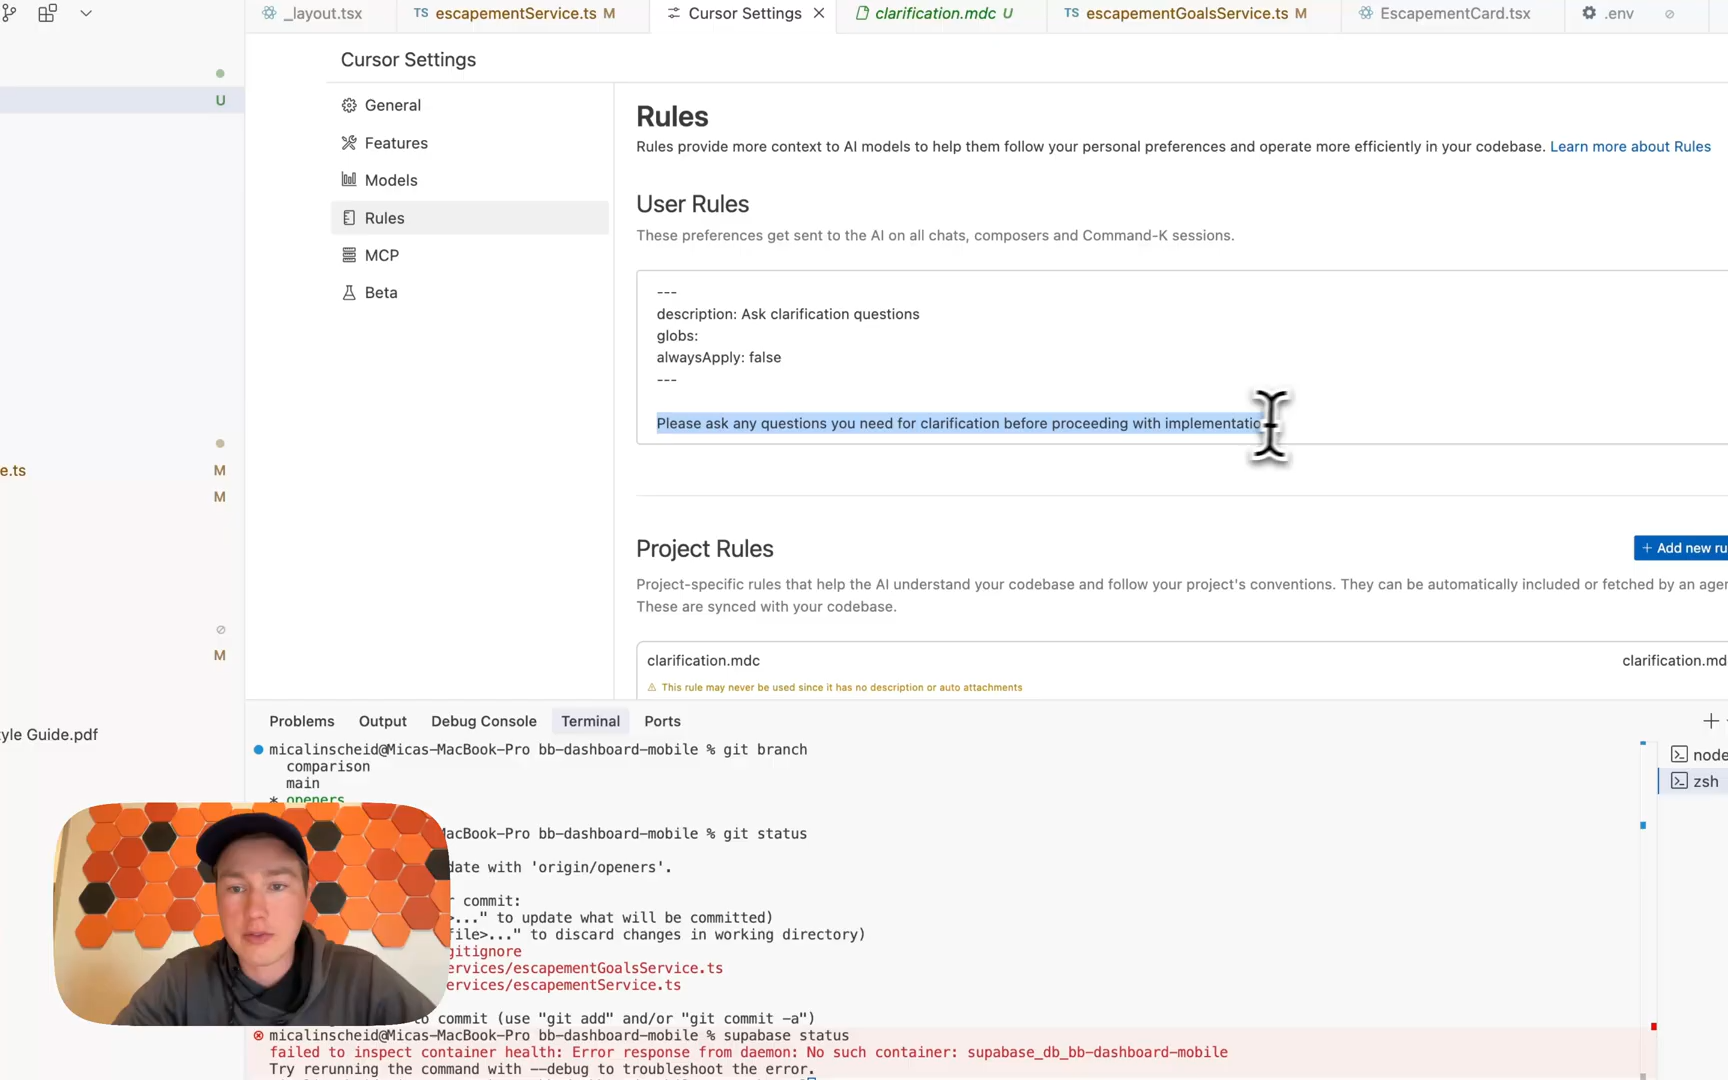 _layout.tsx
TS escapementService.ts M
Cursor Settings
clarification.mdc U
TS escapementGoalsService.ts M
EscapementCard.tsx
.env
U
e.ts M
M
M
yle Guide.pdf
Cursor Settings
General
Features
Models
Rules
MCP
Beta
Rules
Rules provide more context to AI models to help them follow your personal preferences and operate more efficiently in your codebase. Learn more about Rules
User Rules
These preferences get sent to the AI on all chats, composers and Command-K sessions.
---
description: Ask clarification questions
globs:
alwaysApply: false
---
Please ask any questions you need for clarification before proceeding with implementatio
Project Rules
+ Add new ru
Project-specific rules that help the AI understand your codebase and follow your project's conventions. They can be automatically included or fetched by an agen
These are synced with your codebase.
clarification.mdc
clarification.md
This rule may never be used since it has no description or auto attachments
Problems Output Debug Console Terminal Ports
node
zsh
micalinscheid@Micas-MacBook-Pro bb-dashboard-mobile % git branch
comparison
main
* openers
MacBook-Pro bb-dashboard-mobile % git status
date with 'origin/openers'.
r commit:
>..." to update what will be committed)
file>..." to discard changes in working directory)
gitignore
ervices/escapementGoalsService.ts
ervices/escapementService.ts
to commit (use "git add" and/or "git commit -a")
micalinscheid@Micas-MacBook-Pro bb-dashboard-mobile % supabase status
failed to inspect container health: Error response from daemon: No such container: supabase_db_bb-dashboard-mobile
Try rerunning the command with --debug to troubleshoot the error.